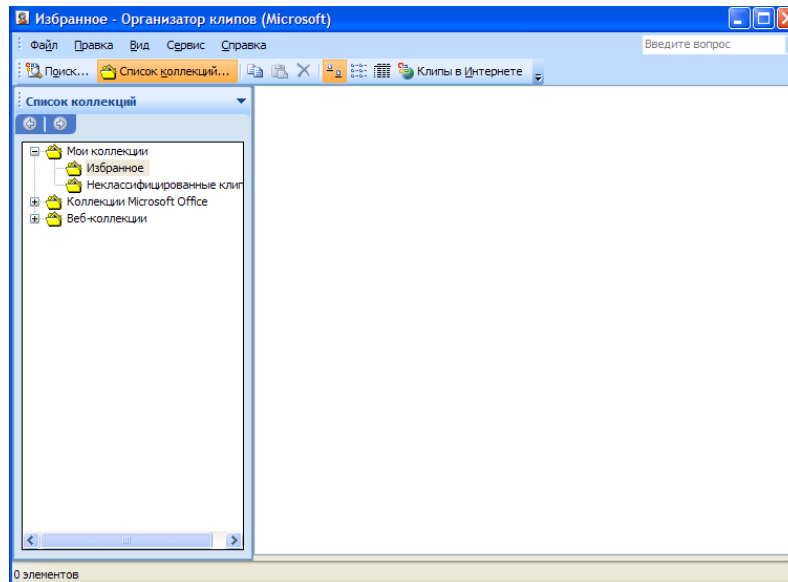 Избранное - Организатор клипов (Microsoft)
Файл Правка Вид Сервис Справка Введите вопрос
Поиск... Список коллекций... Клипы в Интернете
Список коллекций
Мои коллекции
Избранное
Неклассифицированные клип
Коллекции Microsoft Office
Веб-коллекции
0 элементов